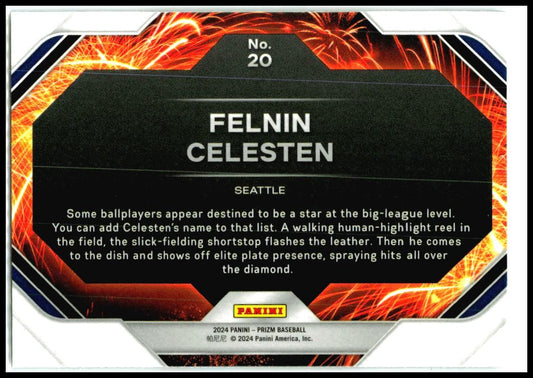 No.
20
FELNIN
CELESTEN
SEATTLE
Some ballplayers appear destined to be a star at the big-league level.
You can add Celesten's name to that list. A walking human-highlight reel in
the field, the slick-fielding shortstop flashes the leather. Then he comes
to the dish and shows off elite plate presence, spraying hits all over
the diamond.
PANINI
2024 PANINI – PRIZM BASEBALL
帕尼尼 © 2024 Panini America, Inc.